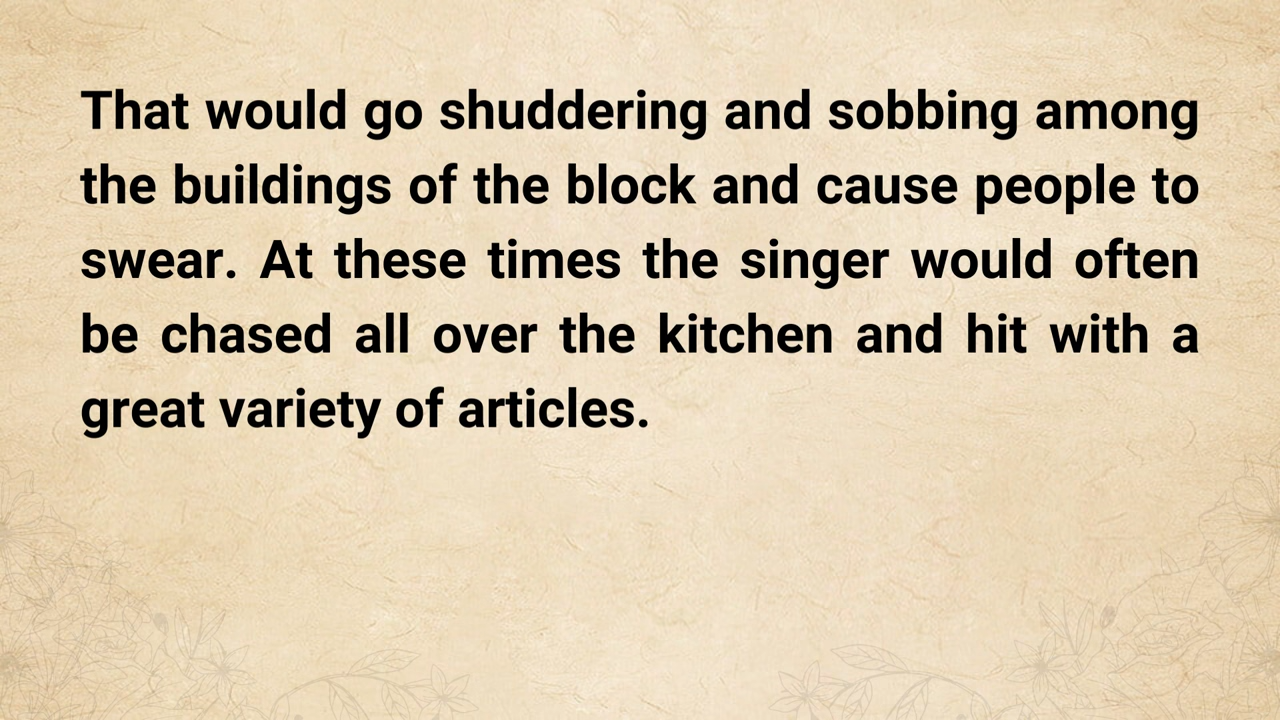 That would go shuddering and sobbing among
the buildings of the block and cause people to
swear. At these times the singer would often
be chased all over the kitchen and hit with a
great variety of articles.